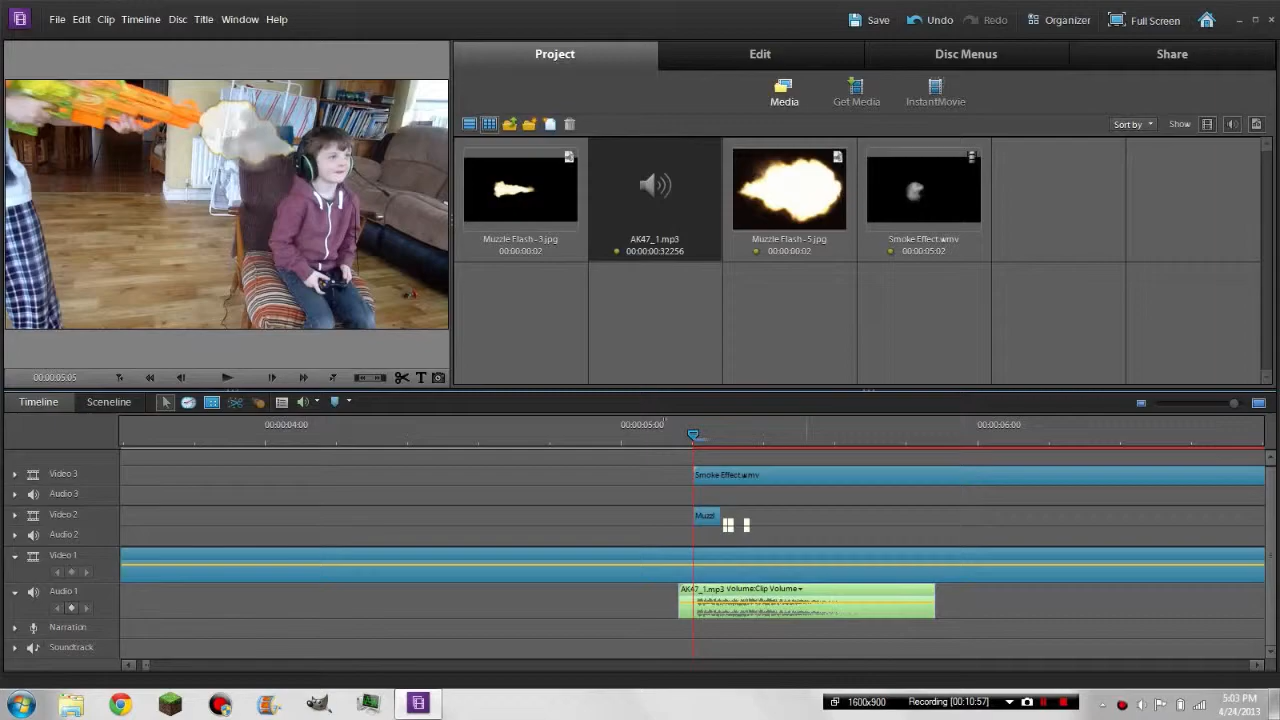 File Edit Clip Timeline Disc Title Window Help
Save Undo Redo Organizer Full Screen
Project Edit Disc Menus Share
Media Get Media InstantMovie
Sort by Show
Muzzle Flash-3.jpg AK47_1.mp3 Muzzle Flash-5.jpg Smoke Effect.wmv
00:00:00:02 00:00:00:32256 00:00:00:02 00:00:05:02
00:00:05:05
T
Timeline Sceneline
00:00:04:00 00:00:05:00 00:00:06:00
Video 3 Smoke Effect.wmv
Audio 3
Video 2 Muzzl
Audio 2
Video 1
Audio 1 AK47_1.mp3 Volume:Clip Volume
Narration
Soundtrack
1600x900 Recording [00:10:57]
5:03 PM
4/24/2013